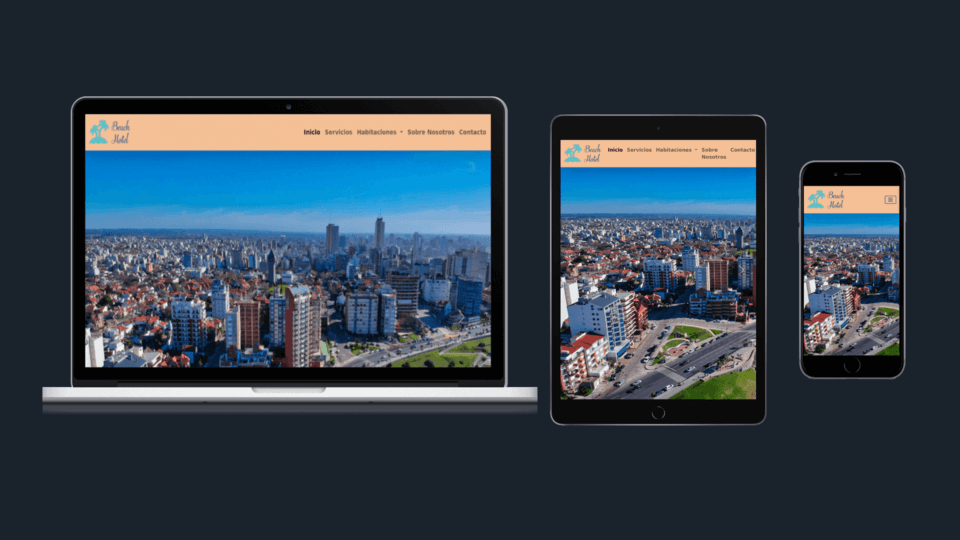 Beach
Hotel
Inicio Servicios Habitaciones Sobre Nosotros Contacto
Beach
Hotel
Inicio Servicios Habitaciones Sobre Nosotros Contacto
Beach
Hotel